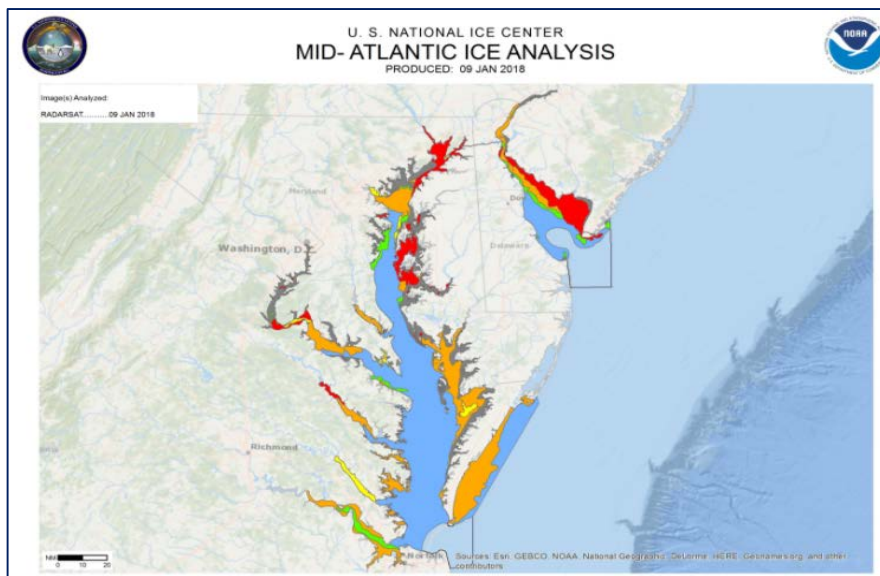 U. S. NATIONAL ICE CENTER
MID- ATLANTIC ICE ANALYSIS
PRODUCED: 09 JAN 2018
NOAA
Image(s) Analyzed:
RADARSAT...........09 JAN 2018
Maryland
Washington, D.C.
Delaware
Richmond
Norfolk
NM
0 10 20
Sources: Esri, GEBCO, NOAA, National Geographic, DeLorme, HERE, Geonames.org, and other
contributors